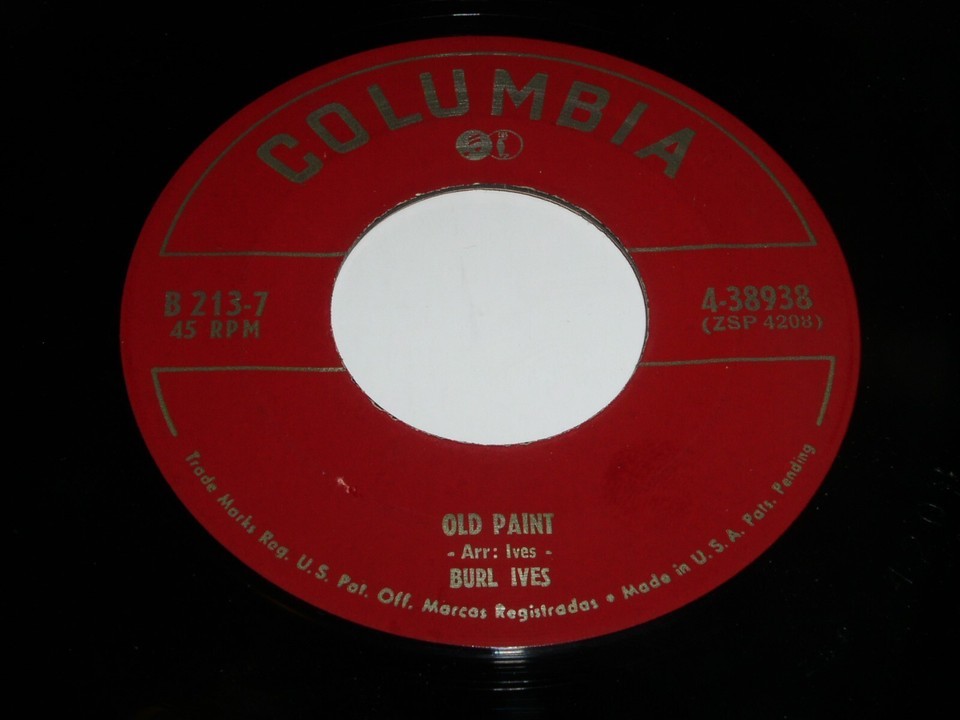 COLUMBIA
B 213-7
45 RPM
4-38938
(ZSP 4208)
OLD PAINT
- Arr: Ives -
BURL IVES
Trade Marks Reg. U.S. Pat. Off. Marcas Registradas • Made in U.S.A. Pats. Pending